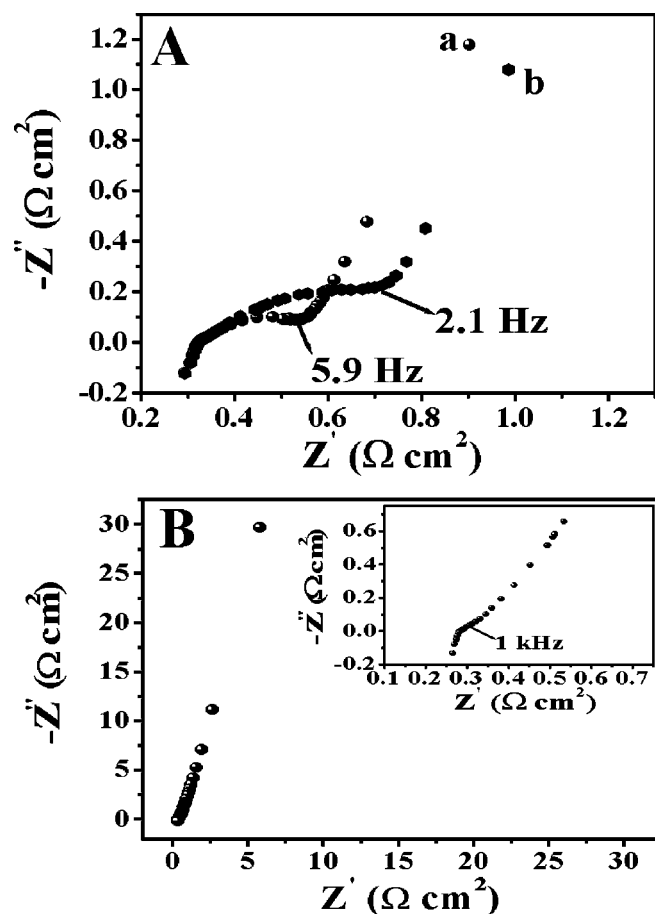 A
a
b
1.2
1.0
0.8
0.6
0.4
0.2
0.0
-0.2
-Z'' (Ω cm²)
2.1 Hz
5.9 Hz
0.2 0.4 0.6 0.8 1.0 1.2
Z' (Ω cm²)
B
30
25
20
15
10
5
0
-Z'' (Ω cm²)
0.6
0.4
0.2
0.0
-0.2
-Z'' (Ωcm²)
1 kHz
0.1 0.2 0.3 0.4 0.5 0.6 0.7
Z' (Ω cm²)
0 5 10 15 20 25 30
Z' (Ω cm²)